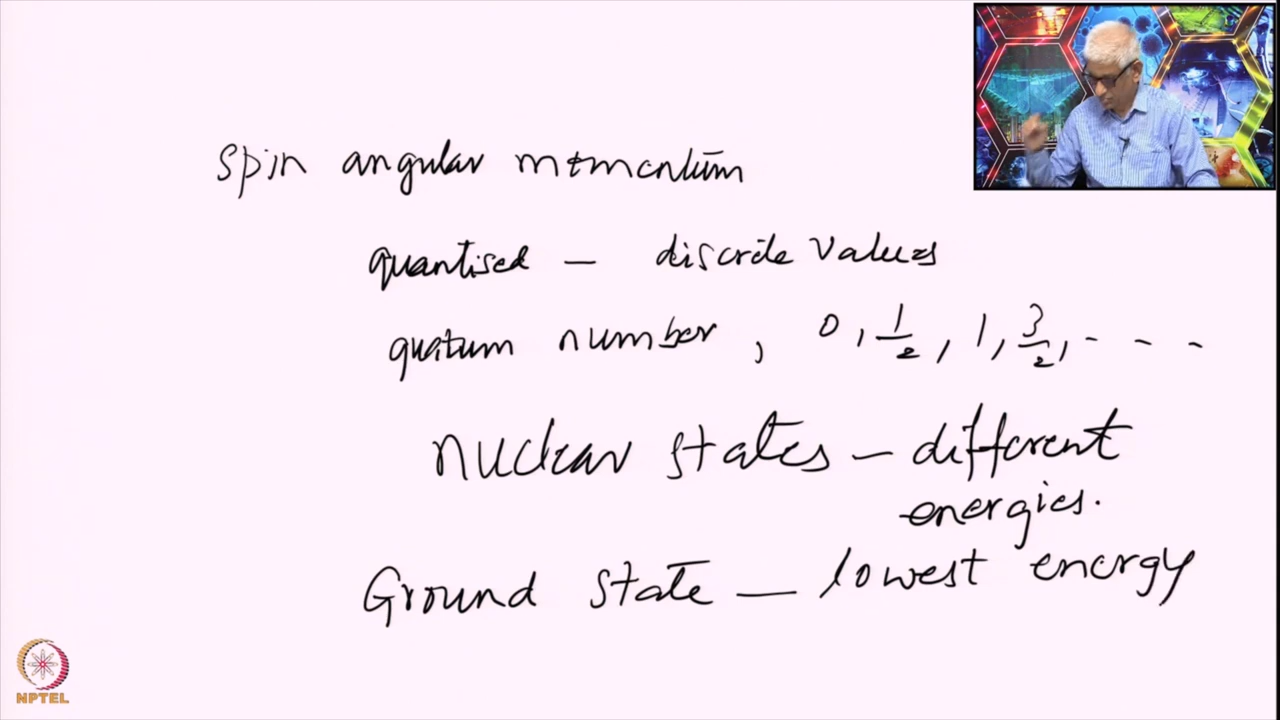 spin angular momentum
quantised — discrete values
quatum number , 0, 1/2, 1, 3/2, - - - -
nuclear states — different
energies.
Ground state — lowest energy
NPTEL